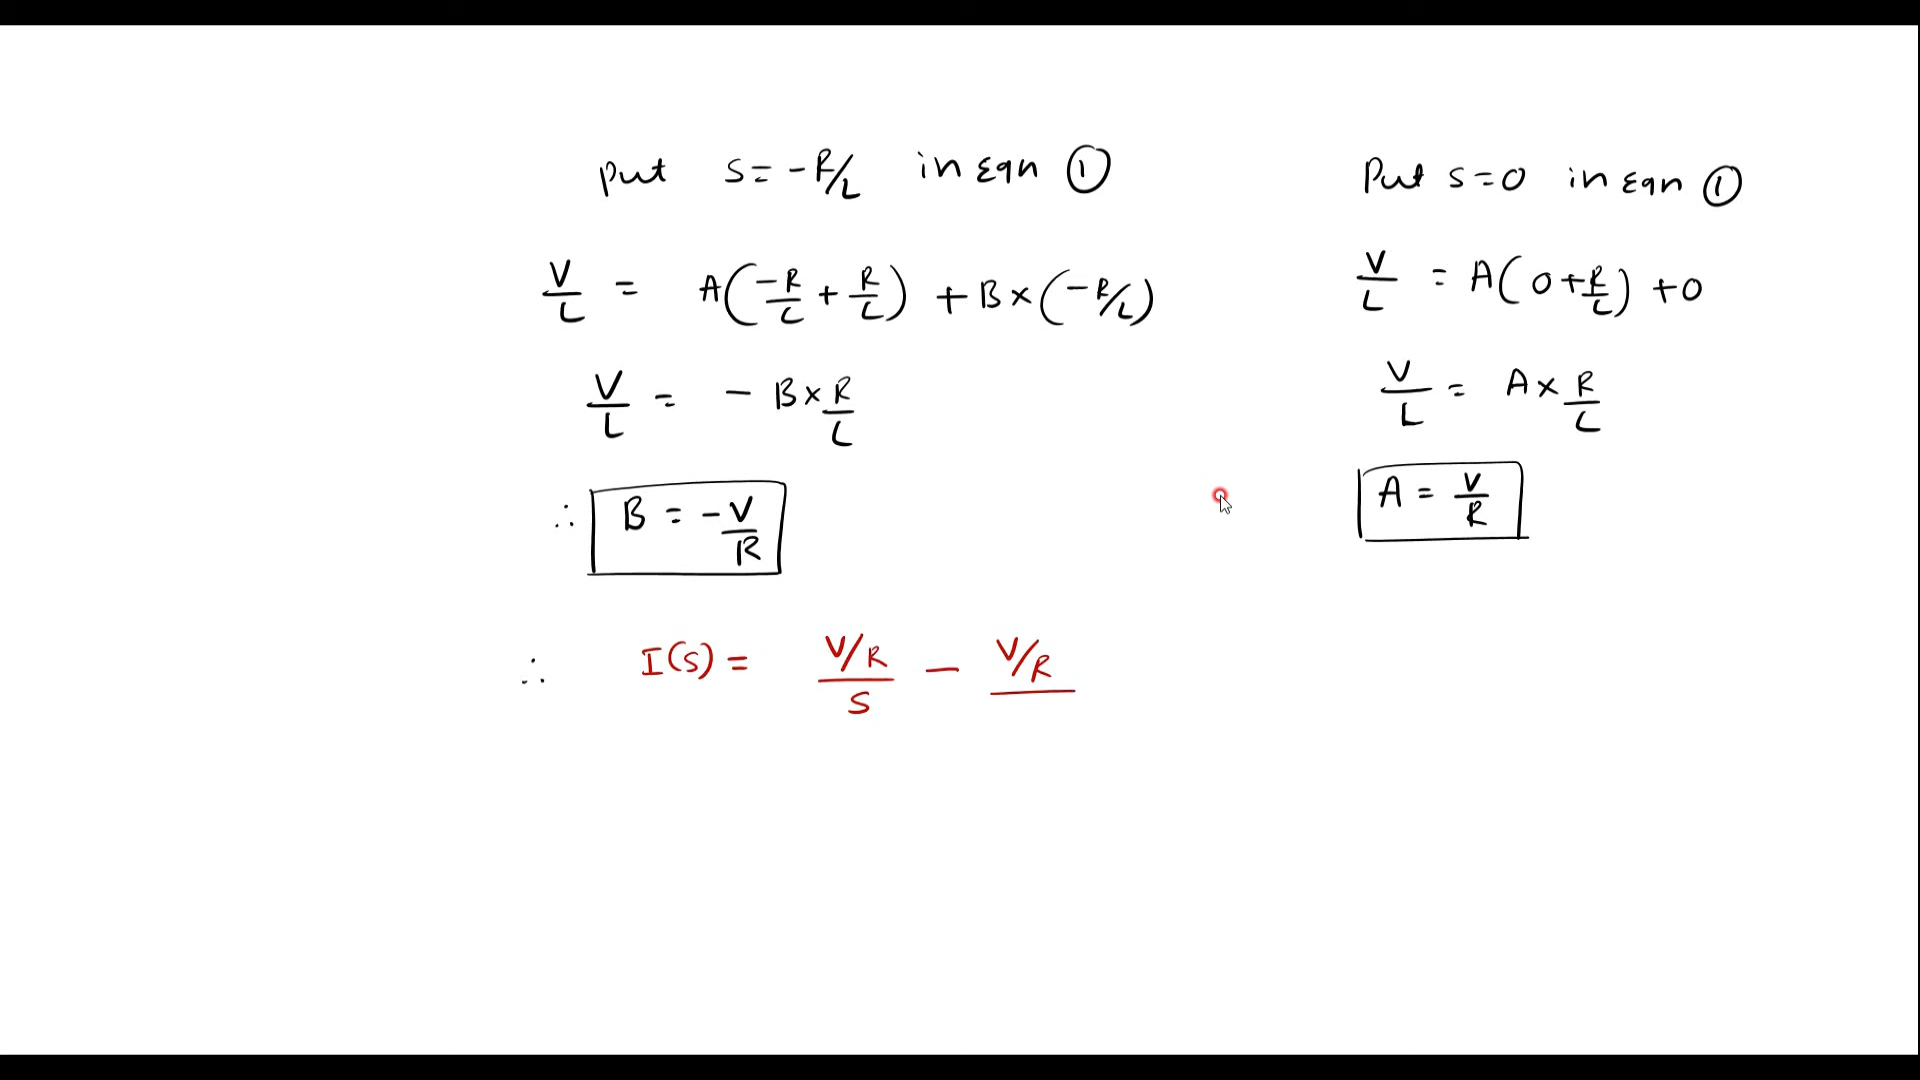 Put S = -R/L in Eqn ①
V/L = A(-R/L + R/L) + B × (-R/L)
V/L = - B × R/L
∴ B = -V/R
Put S = 0 in Eqn ①
V/L = A(0 + R/L) + 0
V/L = A × R/L
A = V/R
∴ I(S) = V/R / S - V/R